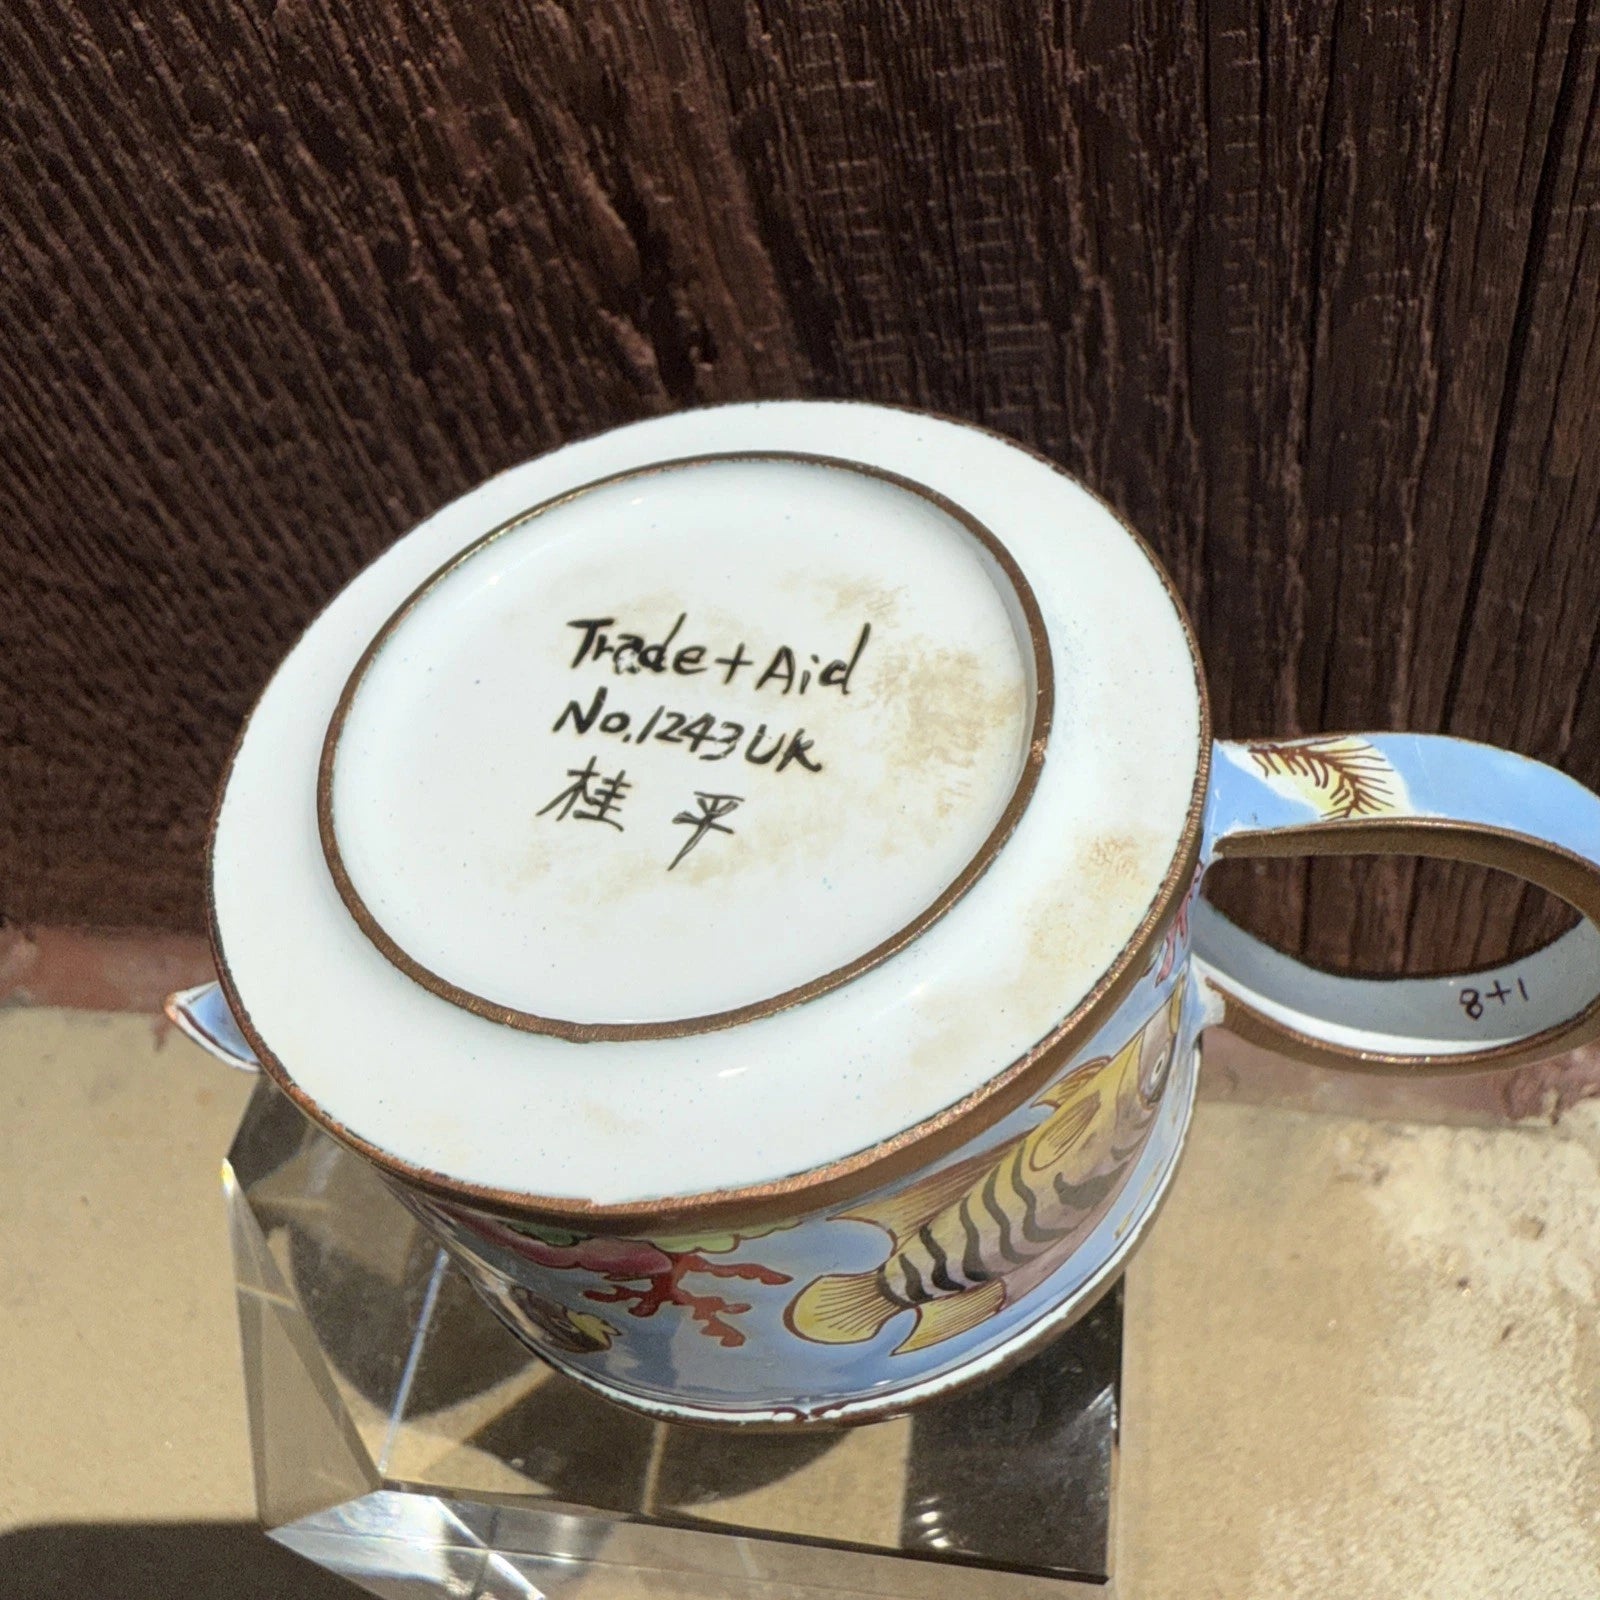 Trade+Aid
No.1243UK
桂平
8+1